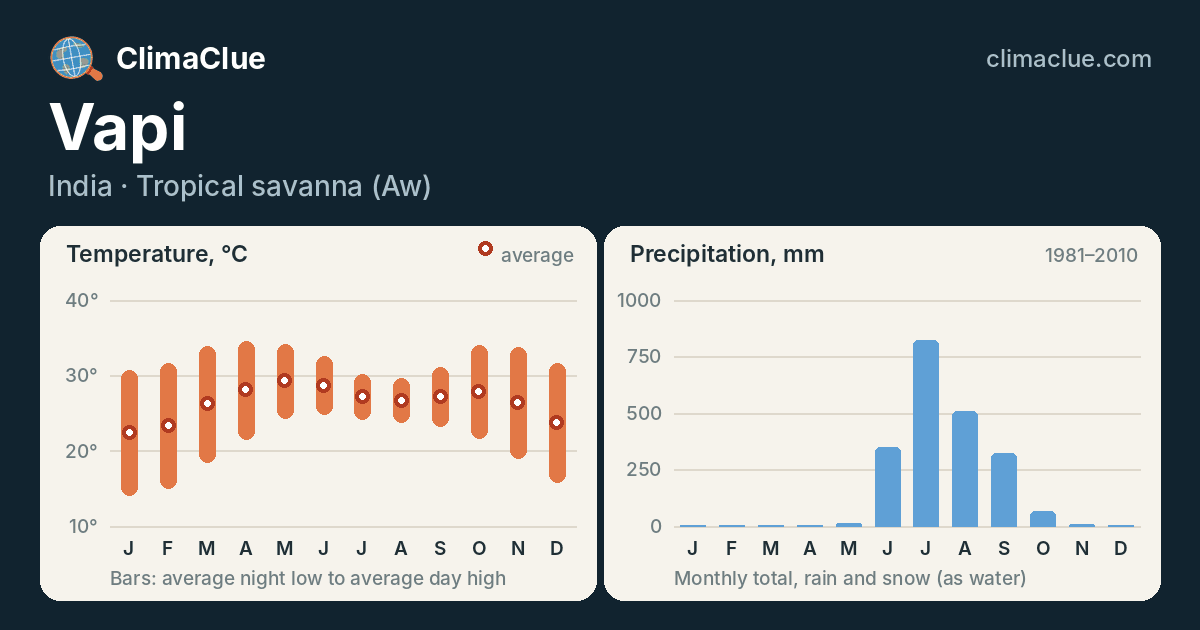 ClimaClue
climaclue.com
Vapi
India · Tropical savanna (Aw)
Temperature, °C
average
40°
30°
20°
10°
J F M A M J J A S O N D
Bars: average night low to average day high
Precipitation, mm
1981–2010
1000
750
500
250
0
J F M A M J J A S O N D
Monthly total, rain and snow (as water)